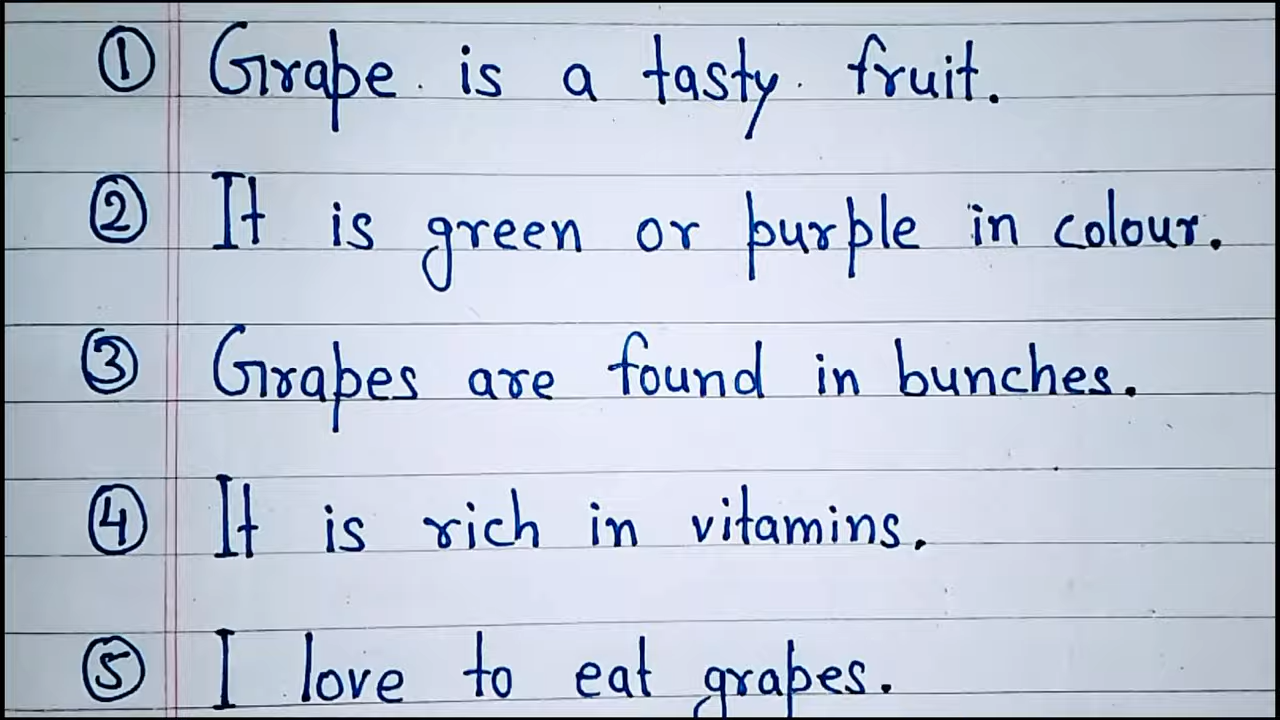 ① Grape is a tasty fruit.
② It is green or purple in colour.
③ Grapes are found in bunches.
④ It is rich in vitamins.
⑤ I love to eat grapes.